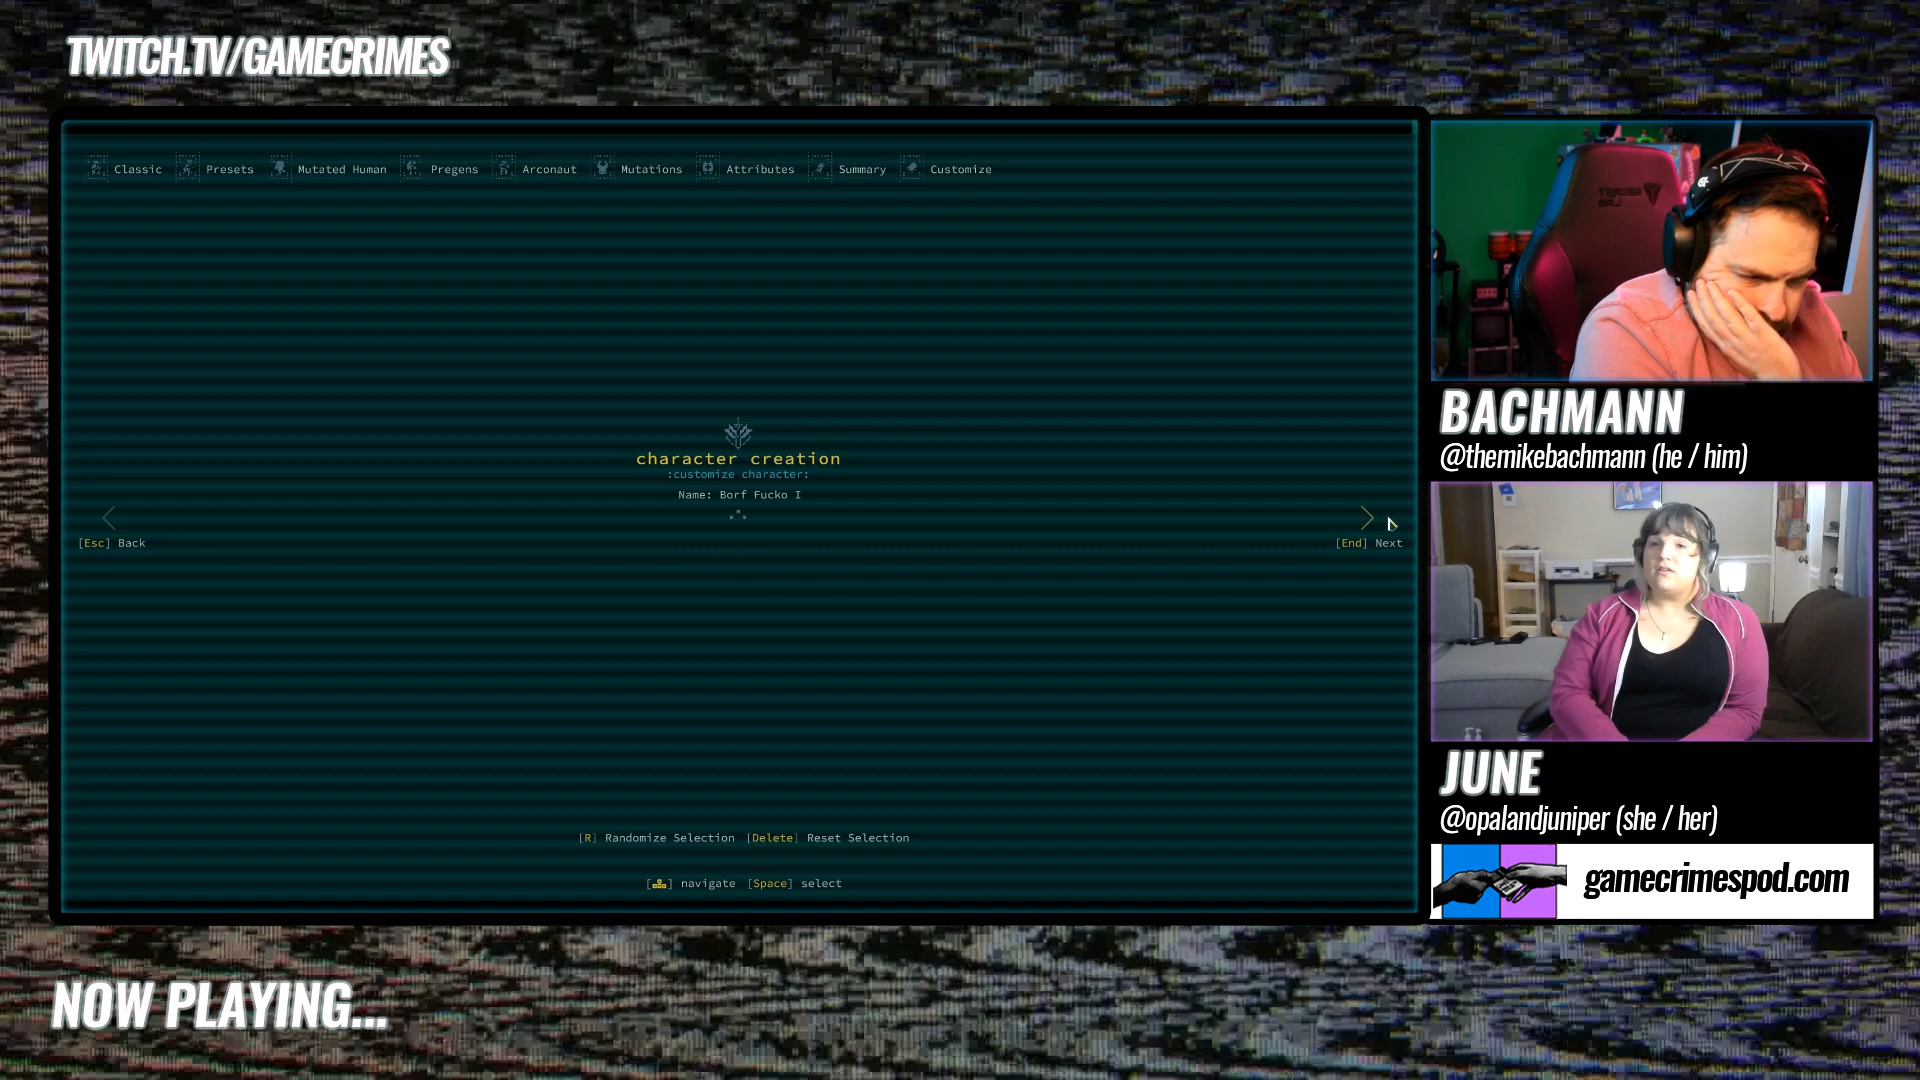 TWITCH.TV/GAMECRIMES
Classic Presets Mutated Human Pregens Arconaut Mutations Attributes Summary Customize
character creation
:customize character:
Name: Borf Fucko I
[Esc] Back
[End] Next
[R] Randomize Selection [Delete] Reset Selection
[] navigate [Space] select
BACHMANN
@themikebachmann (he / him)
JUNE
@opalandjuniper (she / her)
gamecrimespod.com
NOW PLAYING...